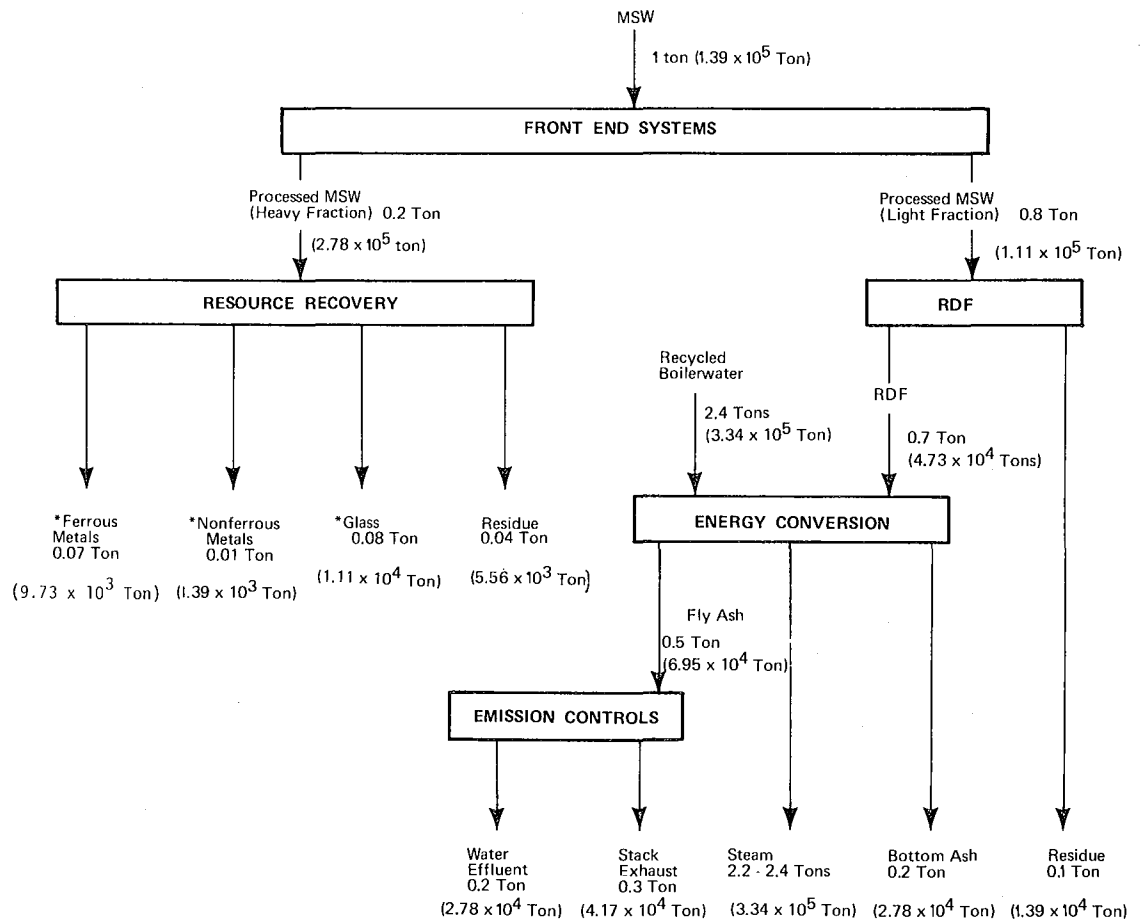 MSW
1 ton (1.39 x 10^5 Ton)
FRONT END SYSTEMS
Processed MSW
(Heavy Fraction) 0.2 Ton
(2.78 x 10^5 ton)
Processed MSW
(Light Fraction) 0.8 Ton
(1.11 x 10^5 Ton)
RESOURCE RECOVERY
RDF
Recycled
Boilerwater
2.4 Tons
(3.34 x 10^5 Ton)
RDF
0.7 Ton
(4.73 x 10^4 Tons)
ENERGY CONVERSION
*Ferrous
Metals
0.07 Ton
(9.73 x 10^3 Ton)
*Nonferrous
Metals
0.01 Ton
(1.39 x 10^3 Ton)
*Glass
0.08 Ton
(1.11 x 10^4 Ton)
Residue
0.04 Ton
(5.56 x 10^3 Ton)
Fly Ash
0.5 Ton
(6.95 x 10^4 Ton)
EMISSION CONTROLS
Water
Effluent
0.2 Ton
(2.78 x 10^4 Ton)
Stack
Exhaust
0.3 Ton
(4.17 x 10^4 Ton)
Steam
2.2 - 2.4 Tons
(3.34 x 10^5 Ton)
Bottom Ash
0.2 Ton
(2.78 x 10^4 Ton)
Residue
0.1 Ton
(1.39 x 10^4 Ton)